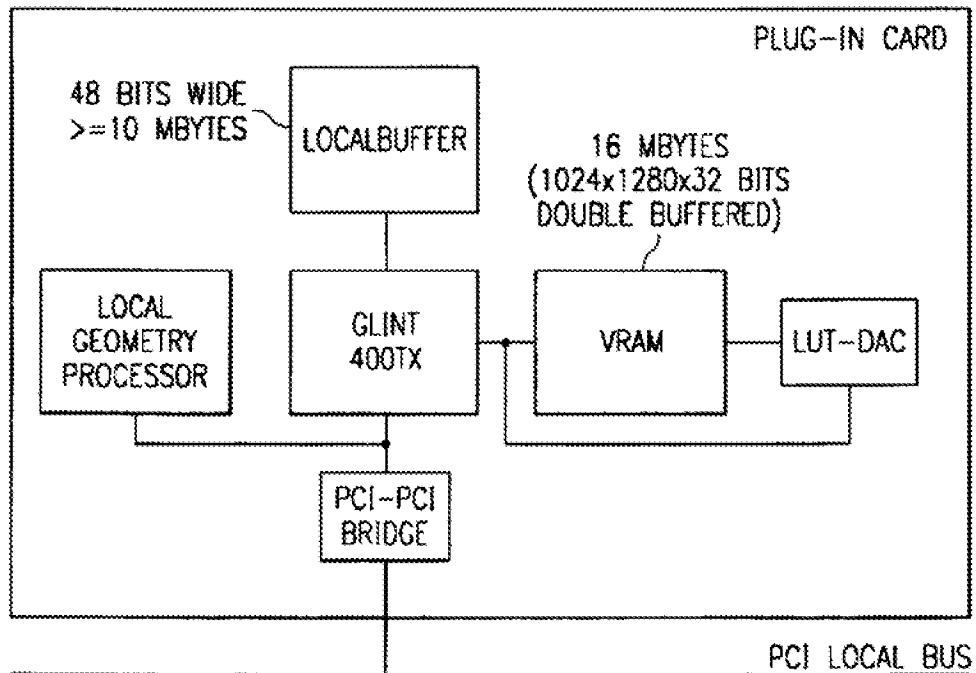 PLUG-IN CARD
48 BITS WIDE
>=10 MBYTES
LOCALBUFFER
16 MBYTES
(1024x1280x32 BITS
DOUBLE BUFFERED)
LOCAL
GEOMETRY
PROCESSOR
GLINT
400TX
VRAM
LUT-DAC
PCI-PCI
BRIDGE
PCI LOCAL BUS